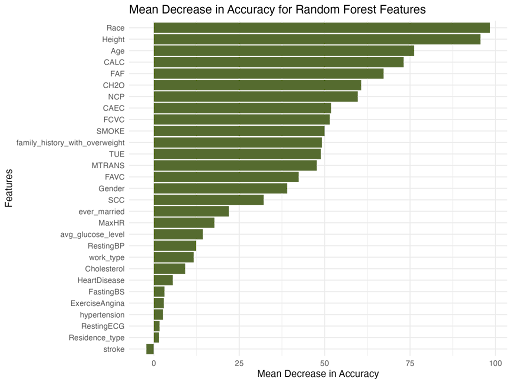 Mean Decrease in Accuracy for Random Forest Features
Race
Height
Age
CALC
FAF
CH2O
NCP
CAEC
FCVC
SMOKE
family_history_with_overweight
TUE
MTRANS
FAVC
Gender
SCC
ever_married
MaxHR
avg_glucose_level
RestingBP
work_type
Cholesterol
HeartDisease
FastingBS
ExerciseAngina
hypertension
RestingECG
Residence_type
stroke
Features
0 25 50 75 100
Mean Decrease in Accuracy